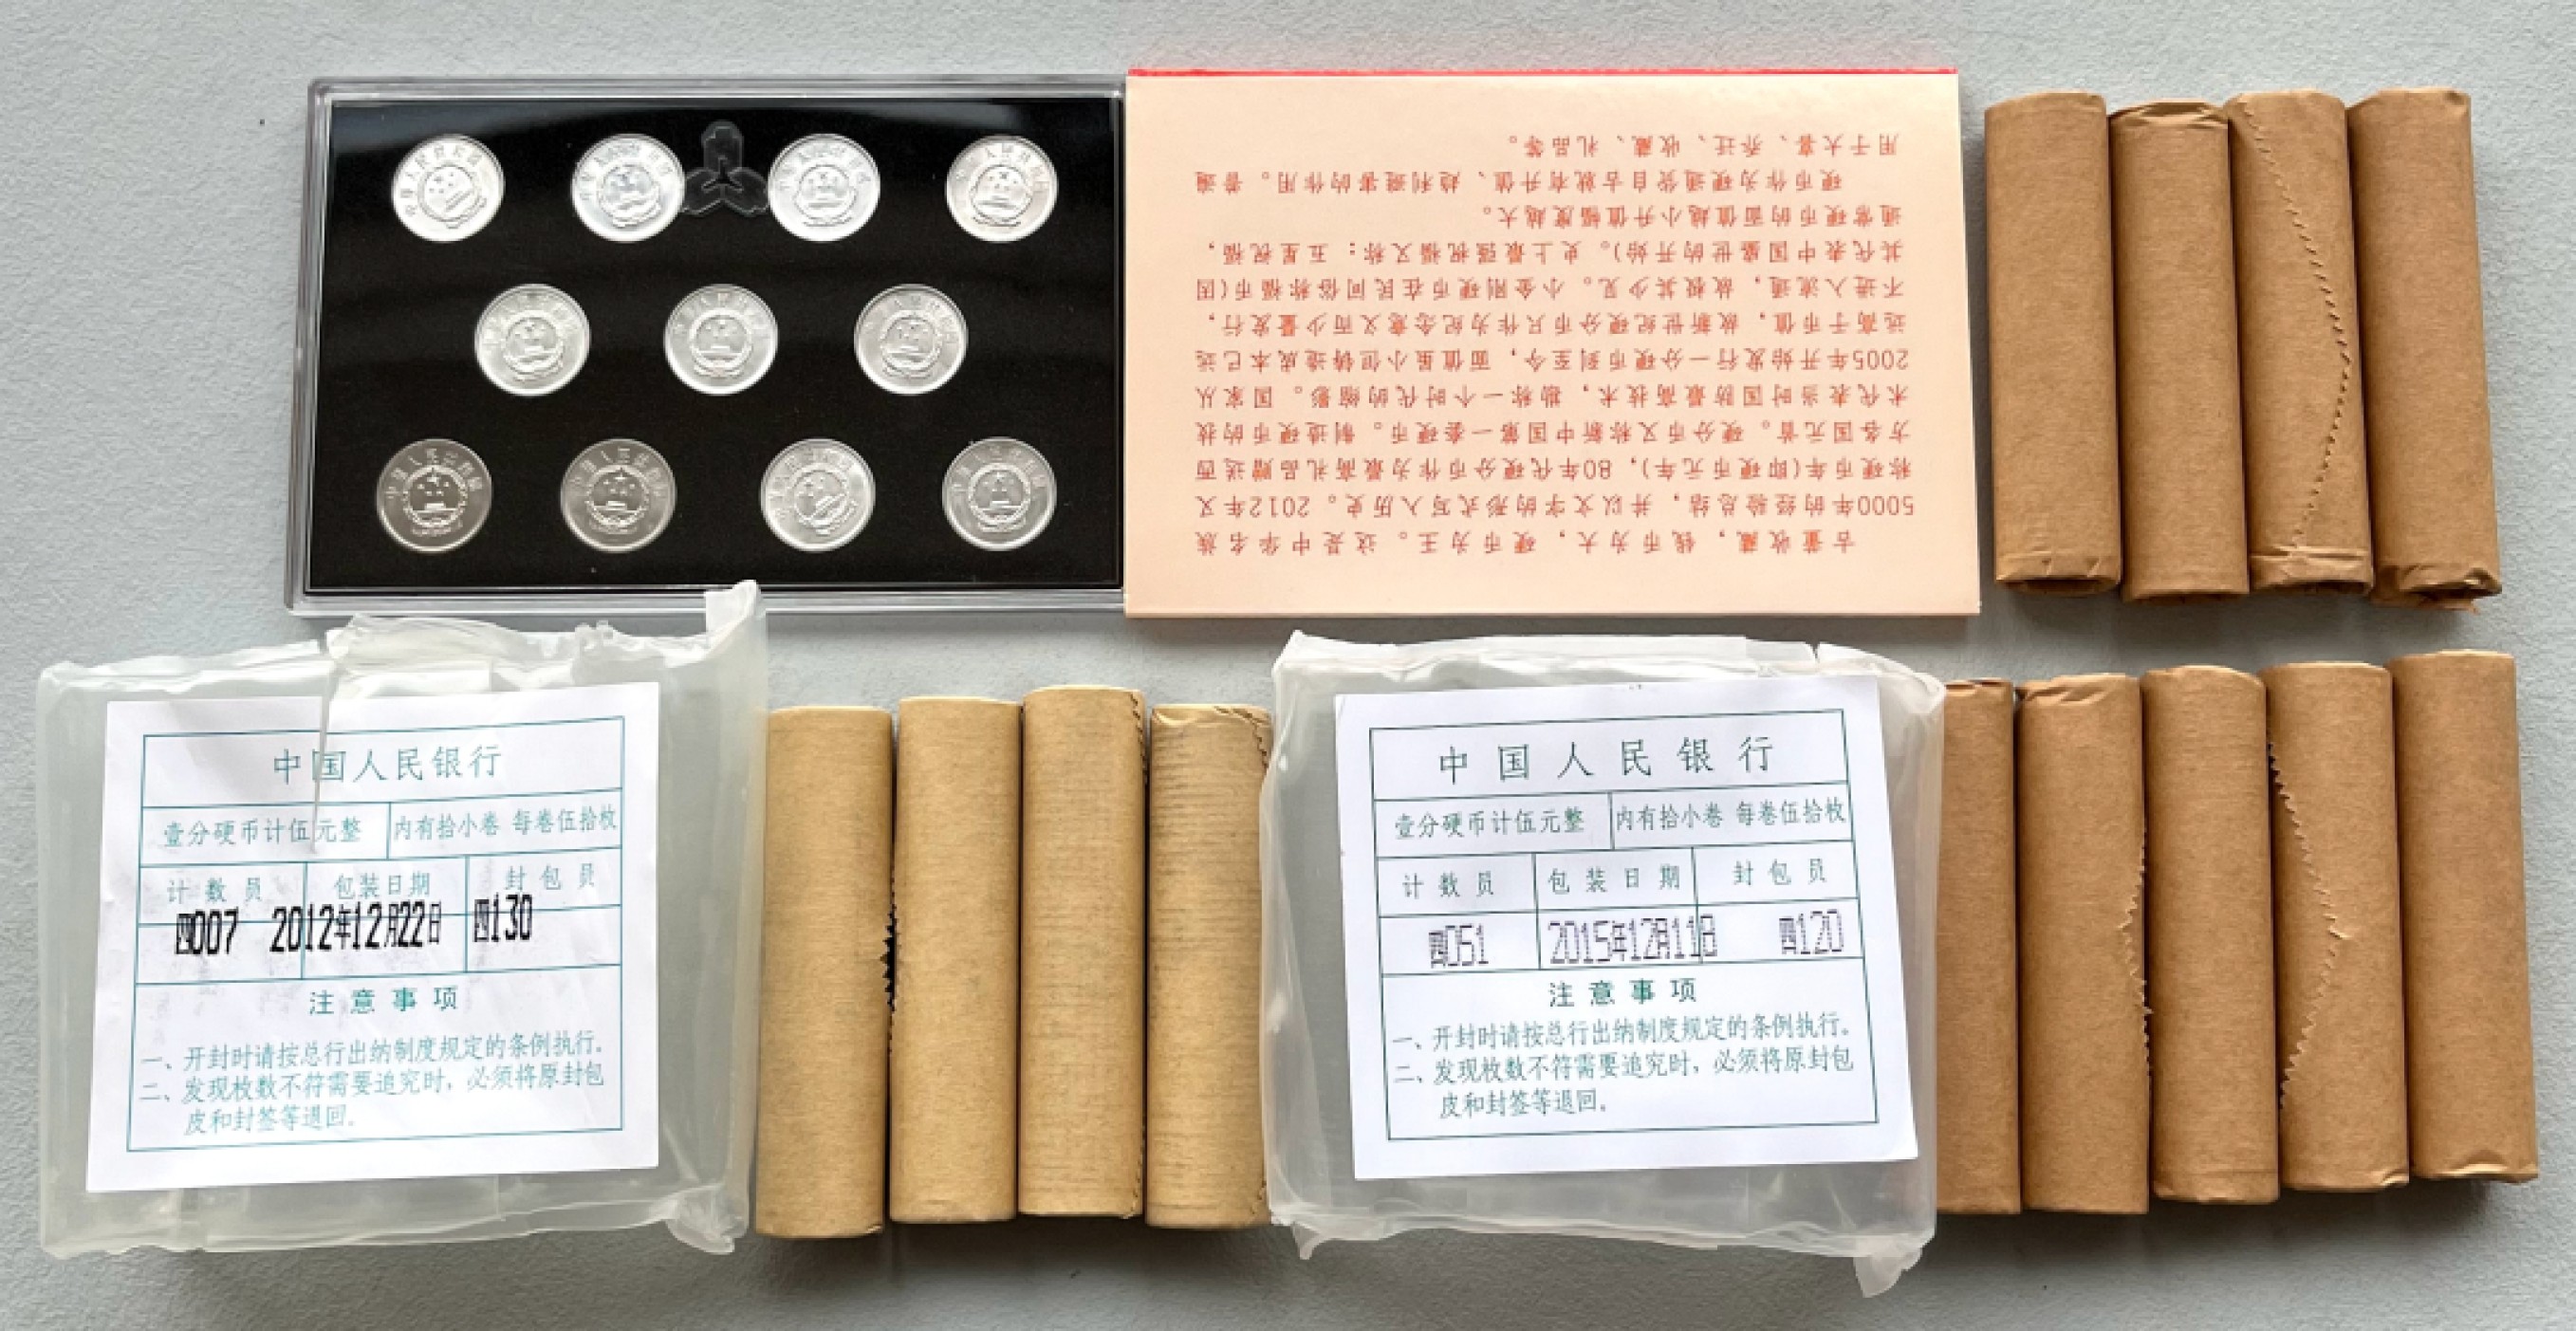 古董收藏，钱币为大，硬币为王。这是中华名族
5000年的经验总结，并以文字的形式写入历史。2012年又
称硬币年(即硬币元年)，80年代硬分币作为最高礼品赠送西
方各国元首。硬分币又称新中国第一套硬币。制造硬币的技
术代表当时国防最高技术，勘称一个时代的缩影。国家从
2005年开始发行一分硬币到至今，面值虽小但铸造成本已远
远高于币值，故新世纪硬分币只作为纪念意义而少量发行，
不进入流通，故极其少见。小金刚硬币在民间俗称福币(因
其代表中国盛世的开始)。史上最强祝福又称：五星祝福，
通常硬币的面值越小升值幅度越大。
硬币作为硬通货自古就有升值、趋利避害的作用。普遍
用于大喜、乔迁、收藏、礼品等。
中国人民银行
壹分硬币计伍元整 内有拾小卷 每卷伍拾枚
计数员 包装日期 封包员
四007 2012年12月22日 四130
注意事项
一、开封时请按总行出纳制度规定的条例执行.
二、发现枚数不符需要追究时，必须将原封包
皮和封签等退回.
中国人民银行
壹分硬币计伍元整 内有拾小卷 每卷伍拾枚
计数员 包装日期 封包员
四051 2015年12月11日 四120
注意事项
一、开封时请按总行出纳制度规定的条例执行。
二、发现枚数不符需要追究时，必须将原封包
皮和封签等退回.